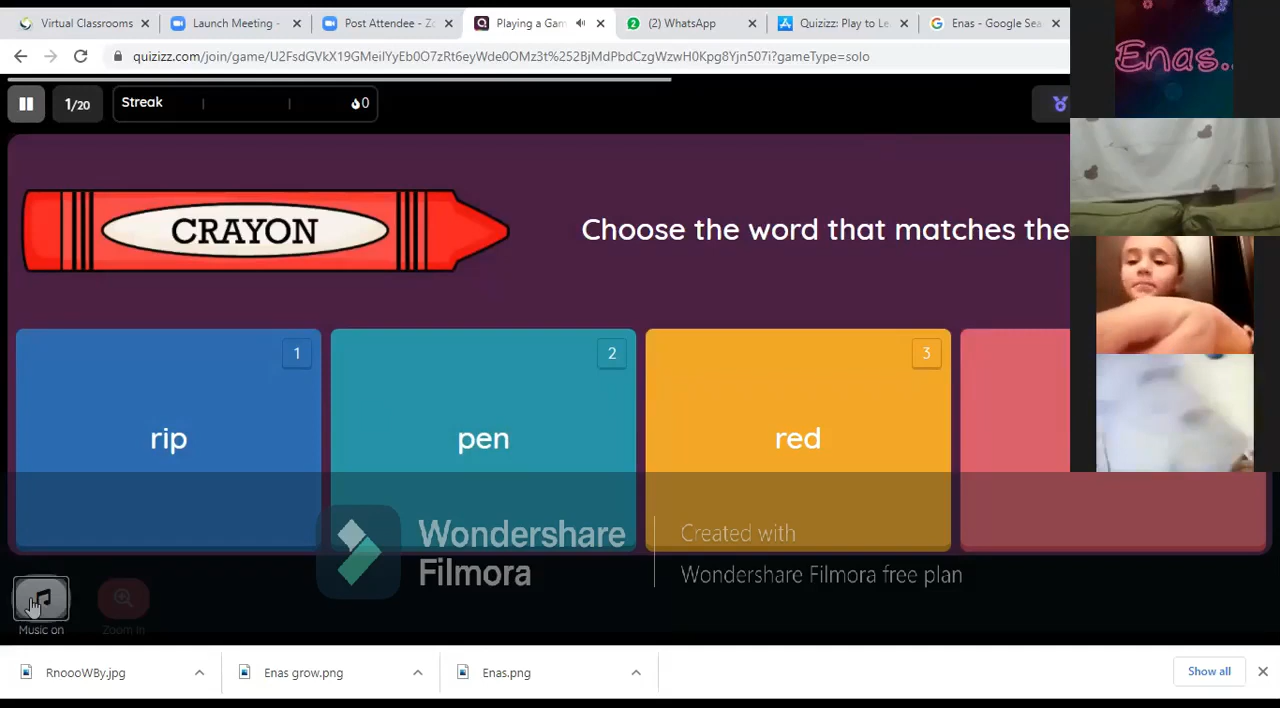 Virtual Classrooms
Launch Meeting -
Post Attendee - Zo
Playing a Gam
(2) WhatsApp
Quizizz: Play to Le
Enas - Google Sea
quizizz.com/join/game/U2FsdGVkX19GMeilYyEb0D%252Rt6eyWde0OMz3t%252BjMdPbdCzgWzwH0Kpg8Yjn507i?gameType=solo
Enas..
1/20
Streak
0
CRAYON
Choose the word that matches the
1
2
3
rip
pen
red
Wondershare
Filmora
Created with
Wondershare Filmora free plan
Music on
Zoom in
RnoooWBy.jpg
Enas grow.png
Enas.png
Show all